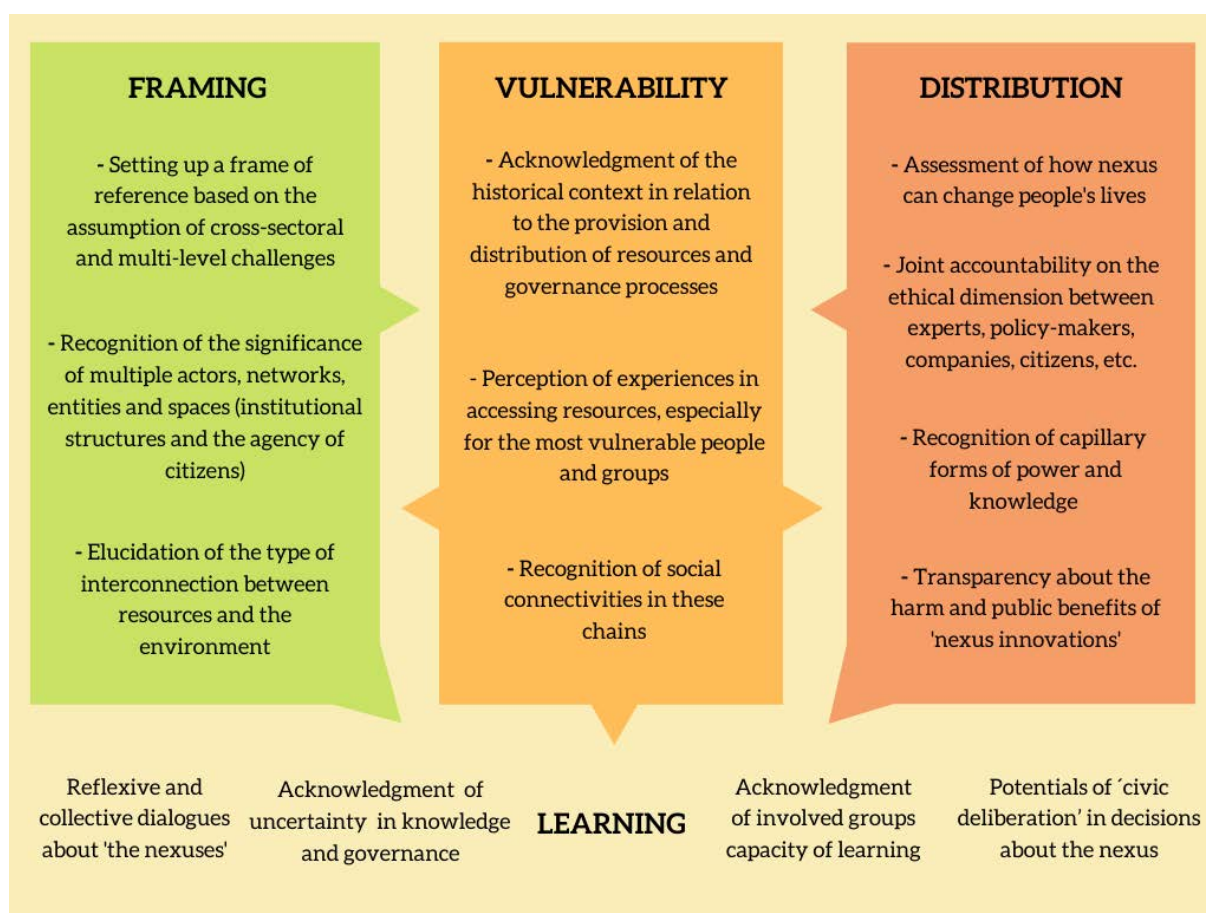 FRAMING
- Setting up a frame of
reference based on the
assumption of cross-sectoral
and multi-level challenges
- Recognition of the significance
of multiple actors, networks,
entities and spaces (institutional
structures and the agency of
citizens)
- Elucidation of the type of
interconnection between
resources and the
environment
VULNERABILITY
- Acknowledgment of the
historical context in relation
to the provision and
distribution of resources and
governance processes
- Perception of experiences in
accessing resources, especially
for the most vulnerable people
and groups
- Recognition of social
connectivities in these
chains
DISTRIBUTION
- Assessment of how nexus
can change people's lives
- Joint accountability on the
ethical dimension between
experts, policy-makers,
companies, citizens, etc.
- Recognition of capillary
forms of power and
knowledge
- Transparency about the
harm and public benefits of
'nexus innovations'
Reflexive and
collective dialogues
about 'the nexuses'
Acknowledgment of
uncertainty in knowledge
and governance
LEARNING
Acknowledgment
of involved groups
capacity of learning
Potentials of ´civic
deliberation’ in decisions
about the nexus